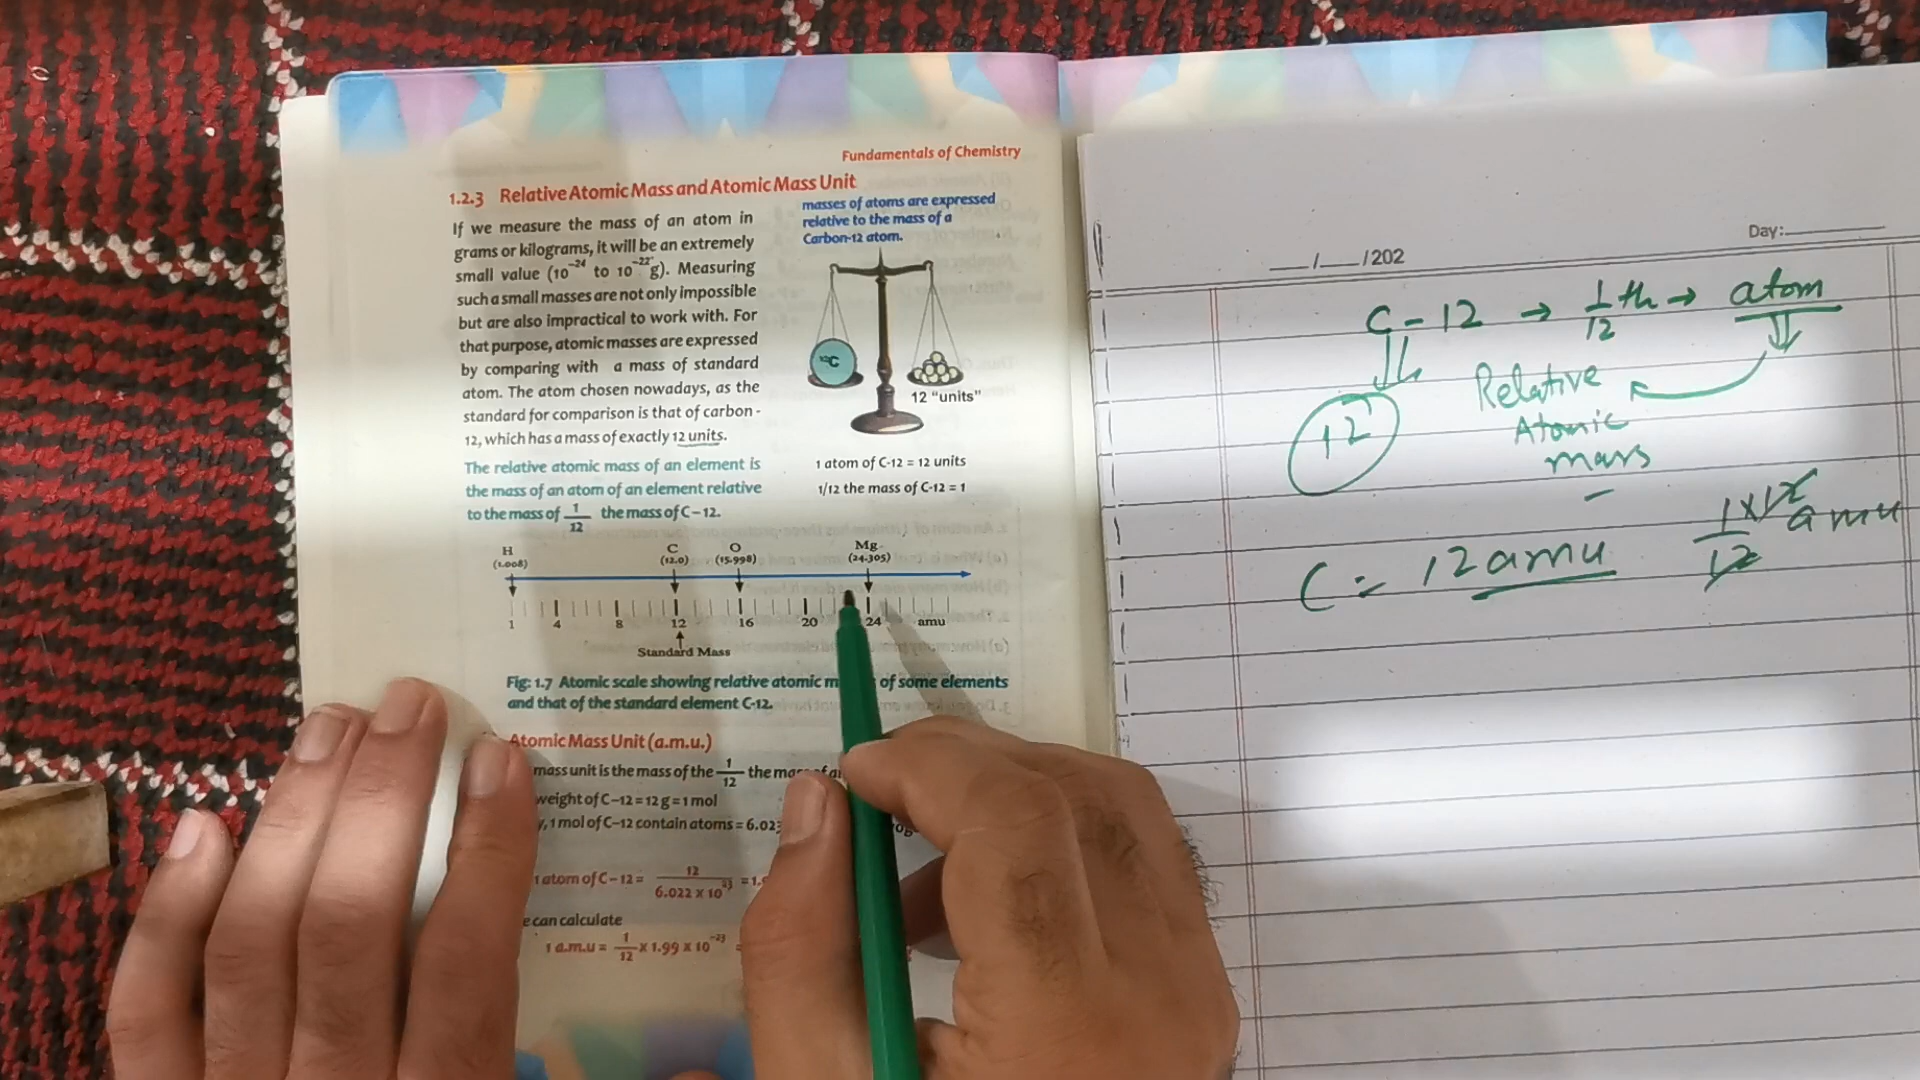 Fundamentals of Chemistry
1.2.3 Relative Atomic Mass and Atomic Mass Unit
If we measure the mass of an atom in
grams or kilograms, it will be an extremely
small value (10⁻²⁴ to 10⁻²² g). Measuring
such a small masses are not only impossible
but are also impractical to work with. For
that purpose, atomic masses are expressed
by comparing with a mass of standard
atom. The atom chosen nowadays, as the
standard for comparison is that of carbon -
12, which has a mass of exactly 12 units.
The relative atomic mass of an element is
the mass of an atom of an element relative
to the mass of 1/12 the mass of C – 12.
masses of atoms are expressed
relative to the mass of a
Carbon-12 atom.
¹²C
12 "units"
1 atom of C-12 = 12 units
1/12 the mass of C-12 = 1
H C O Mg
(1.008) (12.0) (15.998) (24.305)
1 4 8 12 16 20 24 amu
Standard Mass
Fig: 1.7 Atomic scale showing relative atomic m of some elements
and that of the standard element C-12.
Atomic Mass Unit (a.m.u.)
mass unit is the mass of the 1/12 the
weight of C–12 = 12 g = 1 mol
1 mol of C–12 contain atoms = 6.02
1 atom of C – 12 = 12 / 6.022 x 10²³ = 1.
can calculate
1 a.m.u = 1/12 x 1.99 x 10⁻²³ =
Day:
__/__/202
C - 12 → 1/12 th → atom
12
Relative
Atomic
mass
C = 12 amu
1 x 12 / 12 amu